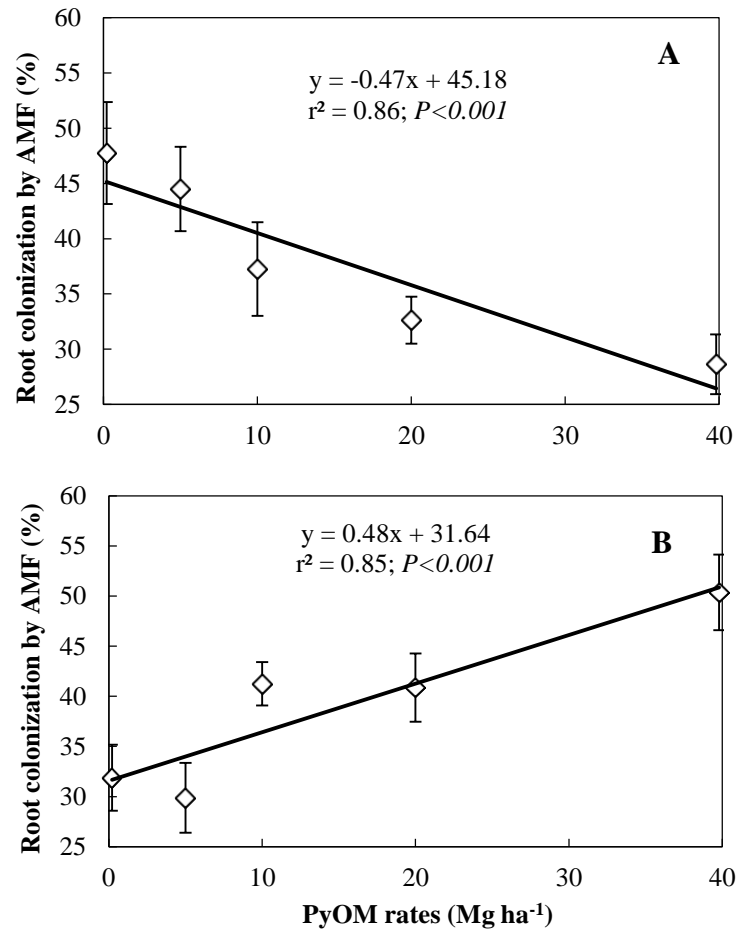 60
55
50
45
40
35
30
25
Root colonization by AMF (%)
y = -0.47x + 45.18
r² = 0.86; P<0.001
A
0 10 20 30 40
60
55
50
45
40
35
30
25
Root colonization by AMF (%)
y = 0.48x + 31.64
r² = 0.85; P<0.001
B
0 10 20 30 40
PyOM rates (Mg ha⁻¹)